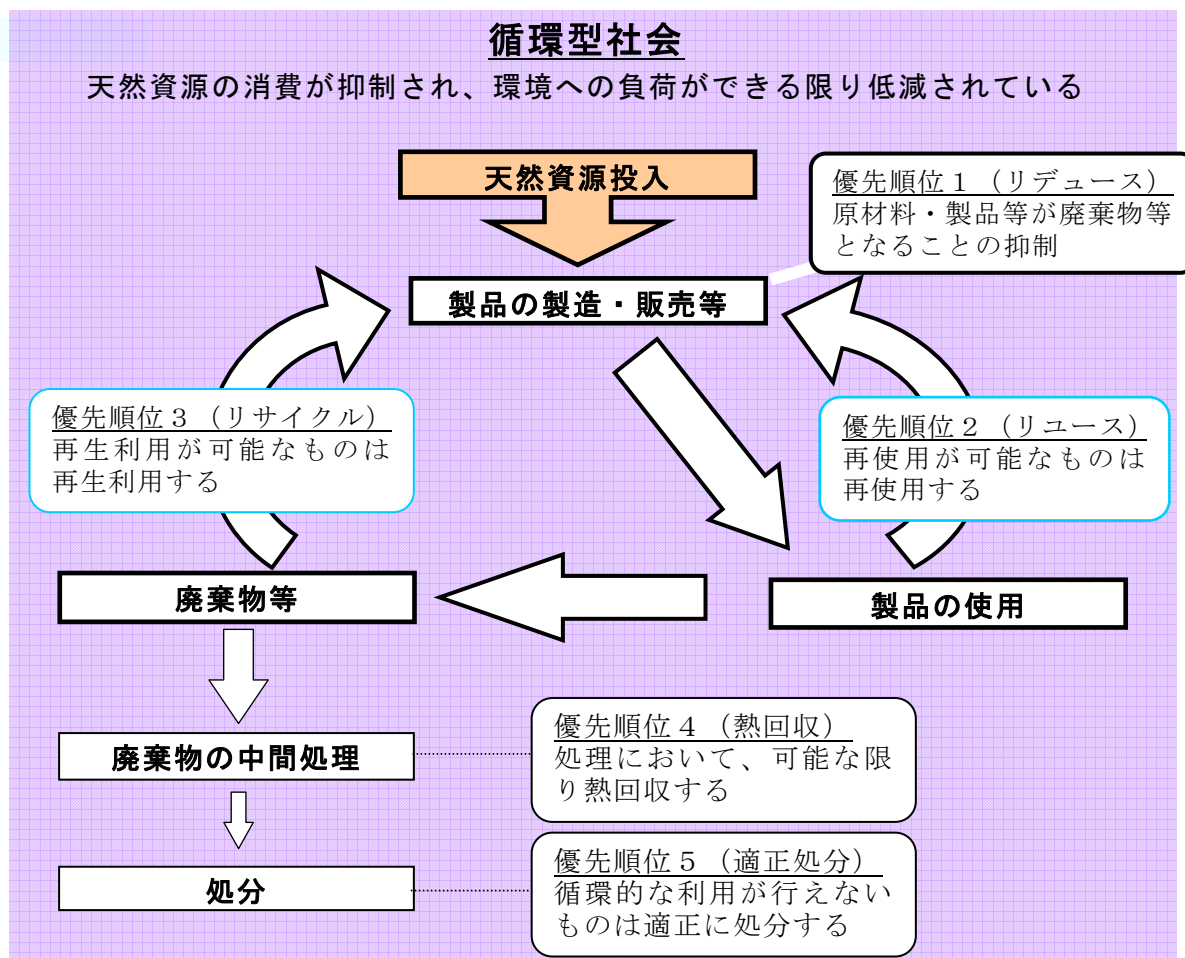 循環型社会
天然資源の消費が抑制され、環境への負荷ができる限り低減されている
天然資源投入
優先順位１（リデュース）
原材料・製品等が廃棄物等
となることの抑制
製品の製造・販売等
優先順位３（リサイクル）
再生利用が可能なものは
再生利用する
優先順位２（リユース）
再使用が可能なものは
再使用する
廃棄物等
製品の使用
廃棄物の中間処理
優先順位４（熱回収）
処理において、可能な限
り熱回収する
処分
優先順位５（適正処分）
循環的な利用が行えない
ものは適正に処分する